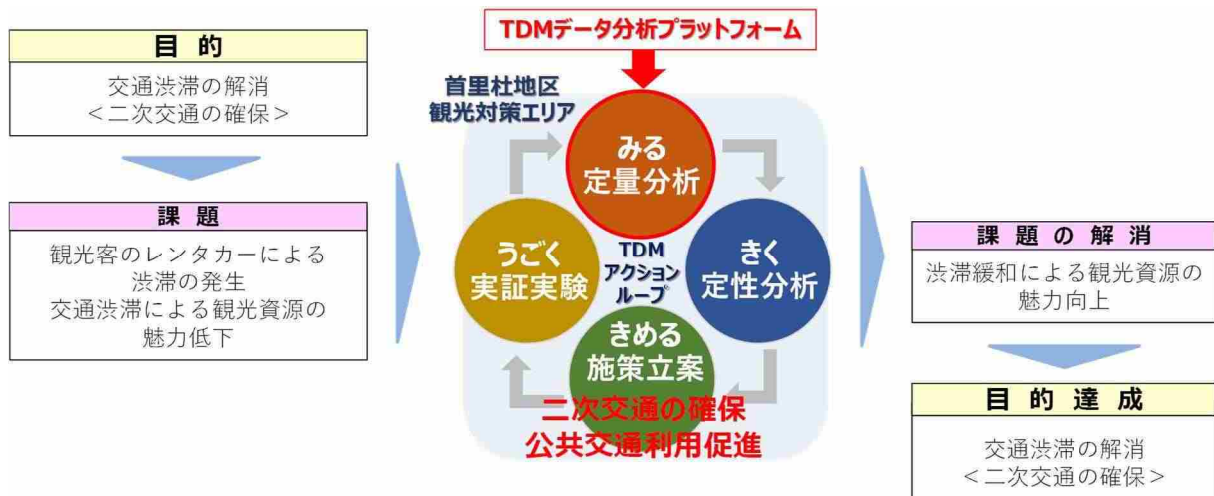 目的
交通渋滞の解消
＜二次交通の確保＞
課題
観光客のレンタカーによる
渋滞の発生
交通渋滞による観光資源の
魅力低下
TDMデータ分析プラットフォーム
首里杜地区
観光対策エリア
みる
定量分析
きく
定性分析
きめる
施策立案
うごく
実証実験
TDM
アクション
ループ
二次交通の確保
公共交通利用促進
課題の解消
渋滞緩和による観光資源の
魅力向上
目的達成
交通渋滞の解消
＜二次交通の確保＞